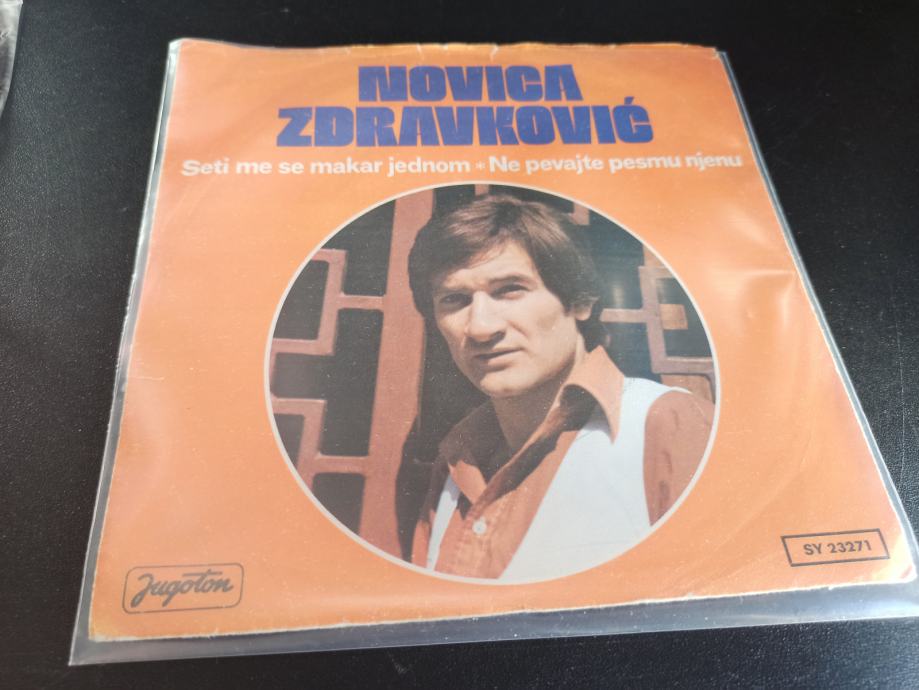 NOVICA
ZDRAVKOVIĆ
Seti me se makar jednom * Ne pevajte pesmu njenu
Jugoton
SY 23271